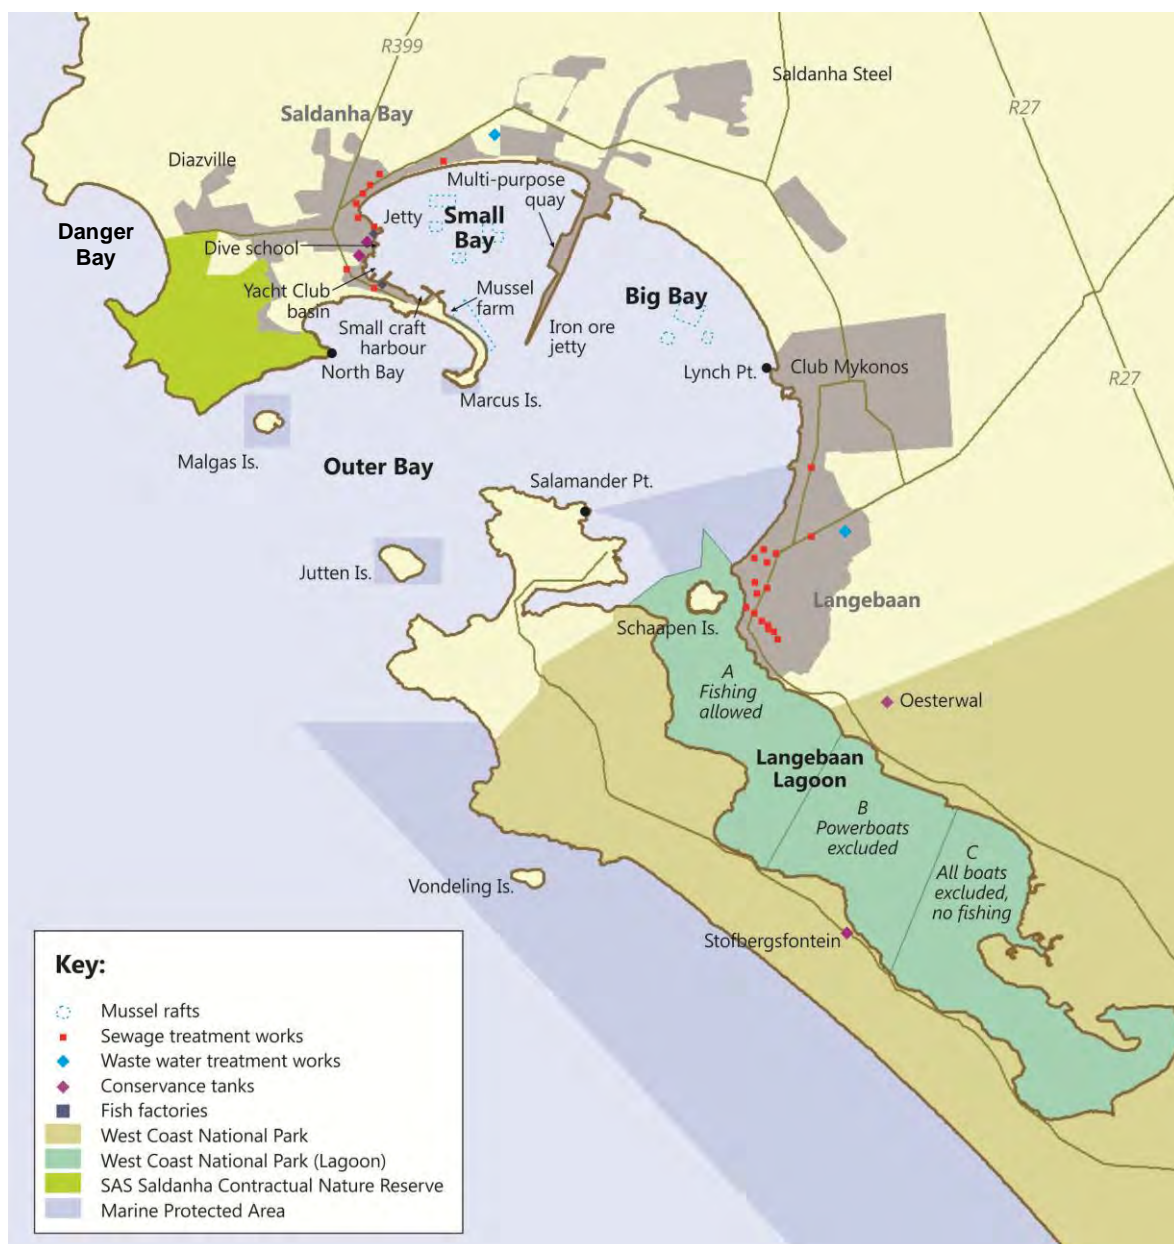 R399
Saldanha Steel
R27
Saldanha Bay
Diazville
Multi-purpose
quay
Jetty
Small
Bay
Danger
Bay
Dive school
Yacht Club
basin
Mussel
farm
Big Bay
Small craft
harbour
Iron ore
jetty
North Bay
Lynch Pt.
Club Mykonos
R27
Marcus Is.
Malgas Is.
Outer Bay
Salamander Pt.
Jutten Is.
Schaapen Is.
Langebaan
A
Fishing
allowed
Oesterwal
Langebaan
Lagoon
B
Powerboats
excluded
C
All boats
excluded,
no fishing
Vondeling Is.
Stofbergsfontein
Key:
Mussel rafts
Sewage treatment works
Waste water treatment works
Conservance tanks
Fish factories
West Coast National Park
West Coast National Park (Lagoon)
SAS Saldanha Contractual Nature Reserve
Marine Protected Area